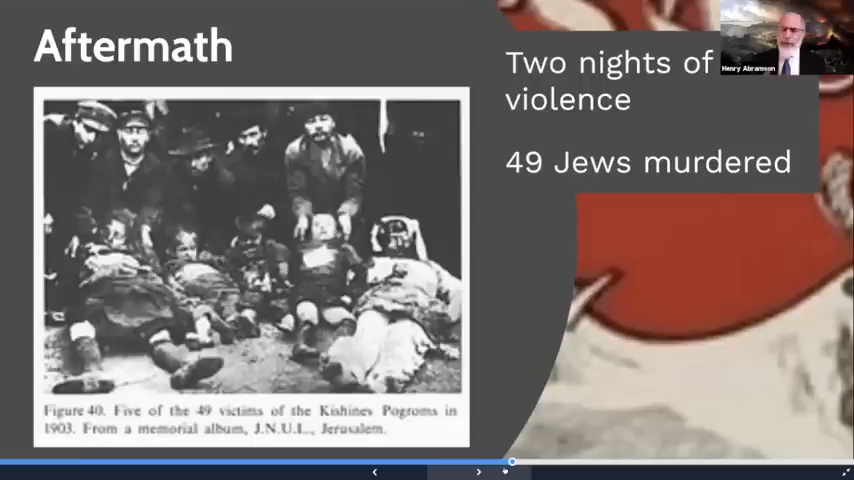 Aftermath
Two nights of
violence
49 Jews murdered
Henry Abramson
Figure 40. Five of the 49 victims of the Kishinev Pogroms in
1903. From a memorial album, J.N.U.L., Jerusalem.